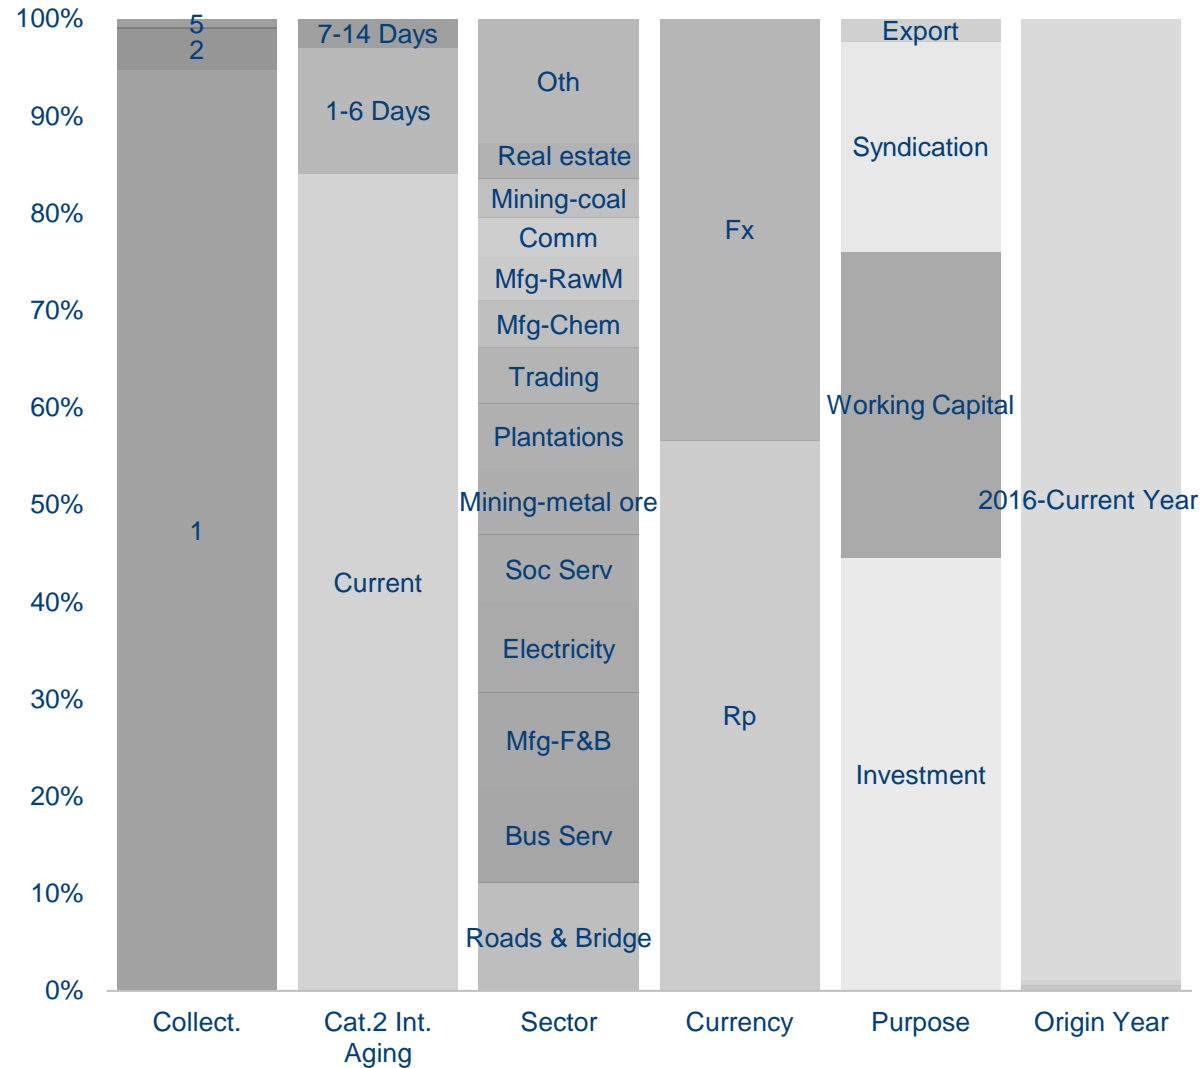 100%
90%
80%
70%
60%
50%
40%
30%
20%
10%
0%
5
2
1
7-14 Days
1-6 Days
Current
Oth
Real estate
Mining-coal
Comm
Mfg-RawM
Mfg-Chem
Trading
Plantations
Mining-metal ore
Soc Serv
Electricity
Mfg-F&B
Bus Serv
Roads & Bridge
Fx
Rp
Export
Syndication
Working Capital
Investment
2016-Current Year
Collect.
Cat.2 Int.
Aging
Sector
Currency
Purpose
Origin Year